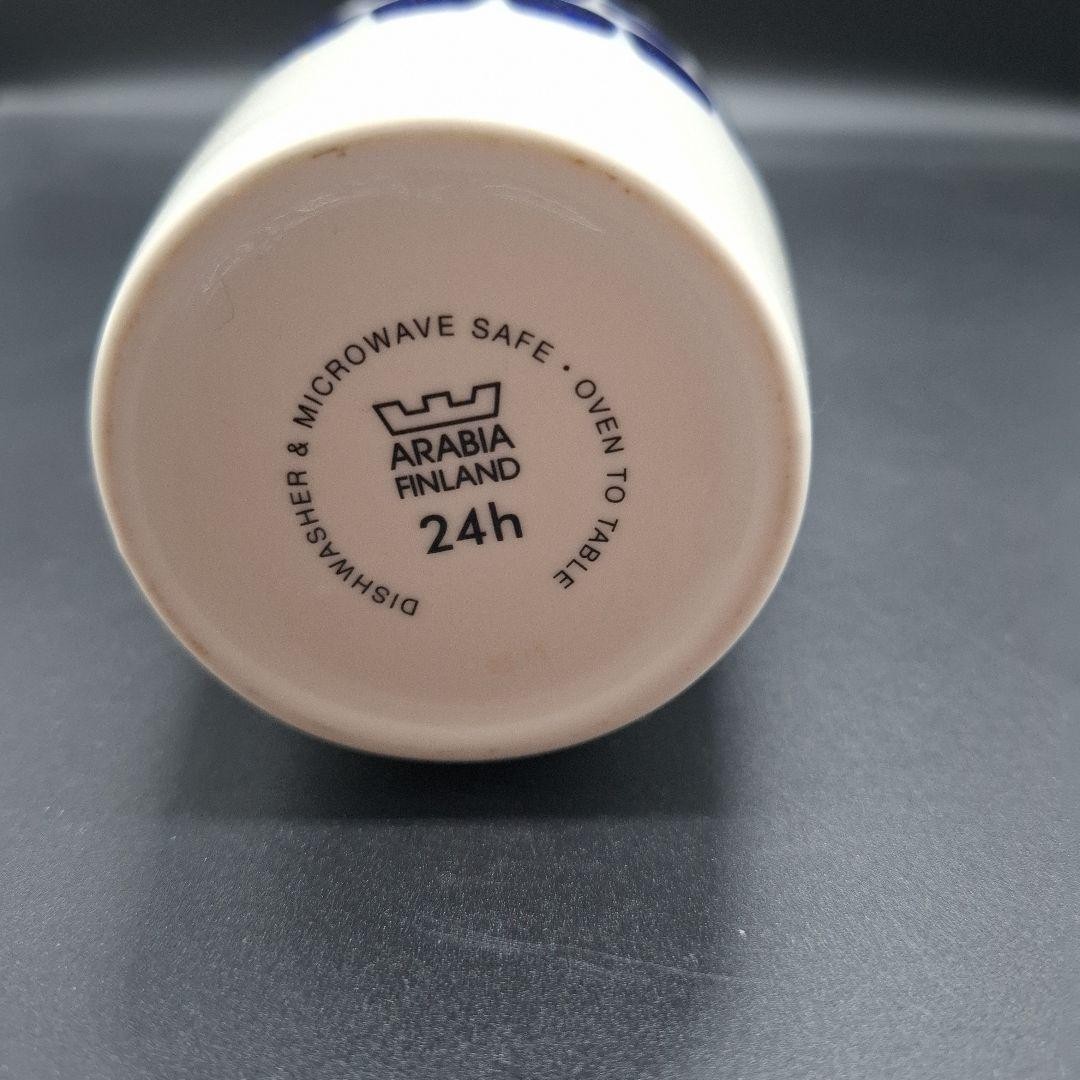 DISHWASHER & MICROWAVE SAFE • OVEN TO TABLE
ARABIA
FINLAND
24h